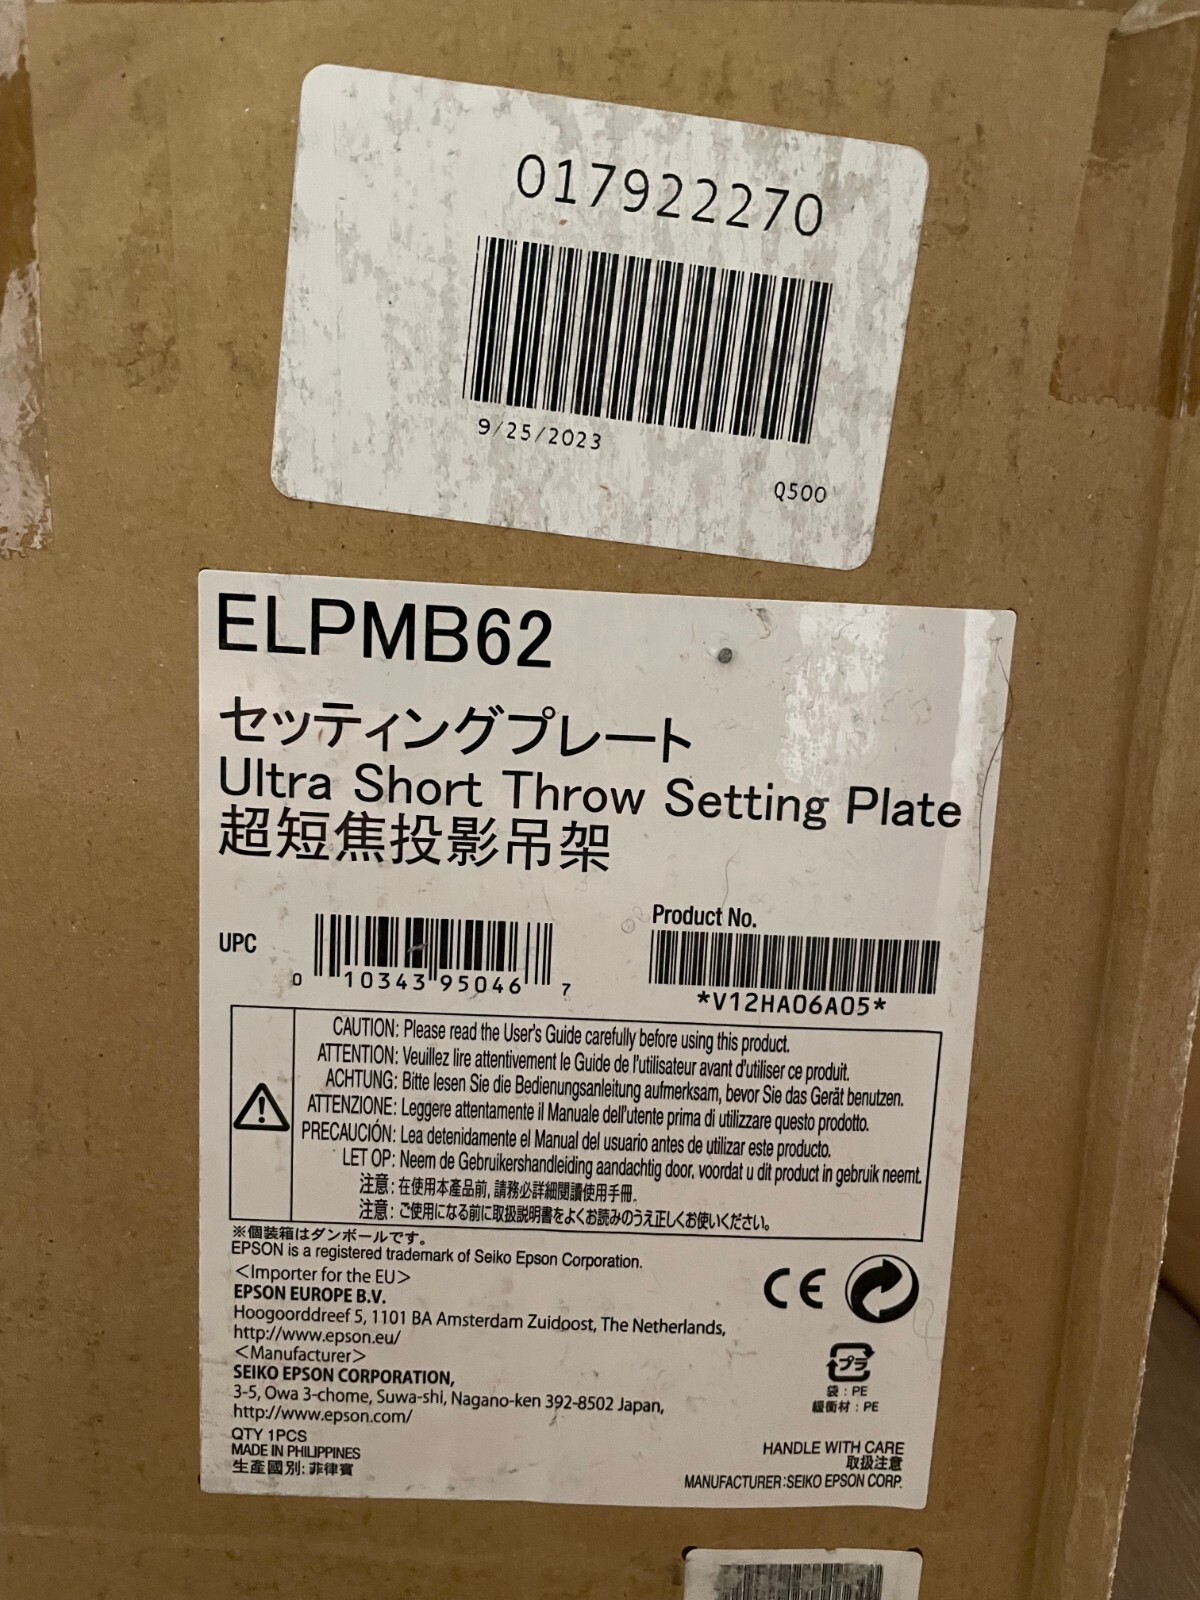 017922270
9/25/2023
Q500
ELPMB62
セッティングプレート
Ultra Short Throw Setting Plate
超短焦投影吊架
UPC
0 10343 95046 7
Product No.
*V12HA06A05*
CAUTION: Please read the User's Guide carefully before using this product.
ATTENTION: Veuillez lire attentivement le Guide de l'utilisateur avant d'utiliser ce produit.
ACHTUNG: Bitte lesen Sie die Bedienungsanleitung aufmerksam, bevor Sie das Gerät benutzen.
ATTENZIONE: Leggere attentamente il Manuale dell'utente prima di utilizzare questo prodotto.
PRECAUCIÓN: Lea detenidamente el Manual del usuario antes de utilizar este producto.
LET OP: Neem de Gebruikershandleiding aandachtig door, voordat u dit product in gebruik neemt.
注意: 在使用本產品前, 請務必詳細閱讀使用手冊.
注意: ご使用になる前に取扱説明書をよくお読みのうえ正しくお使いください。
※個装箱はダンボールです。
EPSON is a registered trademark of Seiko Epson Corporation.
<Importer for the EU>
EPSON EUROPE B.V.
Hoogoorddreef 5, 1101 BA Amsterdam Zuidoost, The Netherlands,
http://www.epson.eu/
<Manufacturer>
SEIKO EPSON CORPORATION,
3-5, Owa 3-chome, Suwa-shi, Nagano-ken 392-8502 Japan,
http://www.epson.com/
QTY 1PCS
MADE IN PHILIPPINES
生產國別: 菲律賓
CE
プラ
袋 : PE
緩衝材 : PE
HANDLE WITH CARE
取扱注意
MANUFACTURER:SEIKO EPSON CORP.